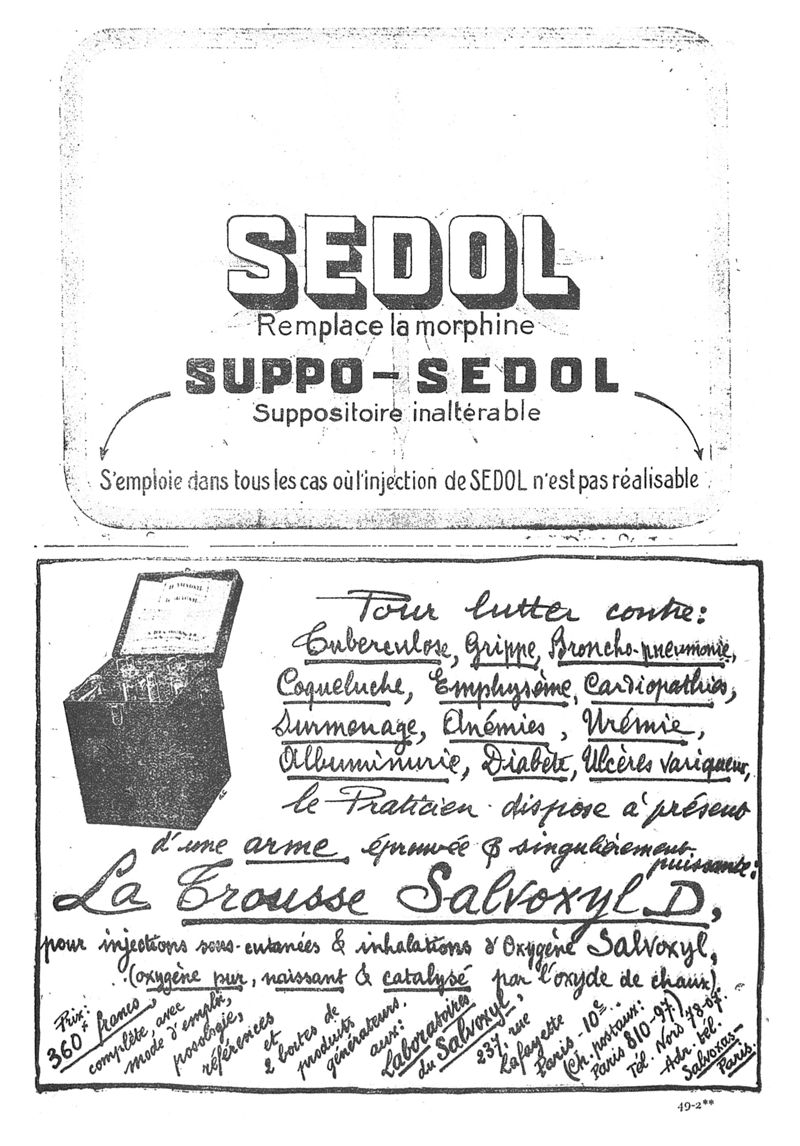 SEDOL
Remplace la morphine
SUPPO-SEDOL
Suppositoire inaltérable
S'emploie dans tous les cas où l'injection de SEDOL n'est pas réalisable
Pour lutter contre:
Tuberculose, Grippe, Broncho-pneumonie,
Coqueluche, Emphysème, Cardiopathies,
Surmenage, Anémies, Urémie,
Albuminurie, Diabète, Ulcères variqueux,
le Praticien dispose à présent
d'une arme éprouvée & singulièrement
puissante:
La Trousse Salvoxyl D,
pour injections sous-cutanées & inhalations d'Oxygène Salvoxyl,
(oxygène pur, naissant & catalysé par l'oxyde de chaux)
Prix:
360 francs,
complète, avec
mode d'emploi,
posologie,
références
et
2 boites de
produits
générateurs.
aux:
Laboratoires
du Salvoxyl,
237, rue
Lafayette
Paris-10e
(Ch. postaux:
Paris 810-97)
Tél. Nord 78-07.
Adr. tel.
Salvoxas-
Paris.
49-2**